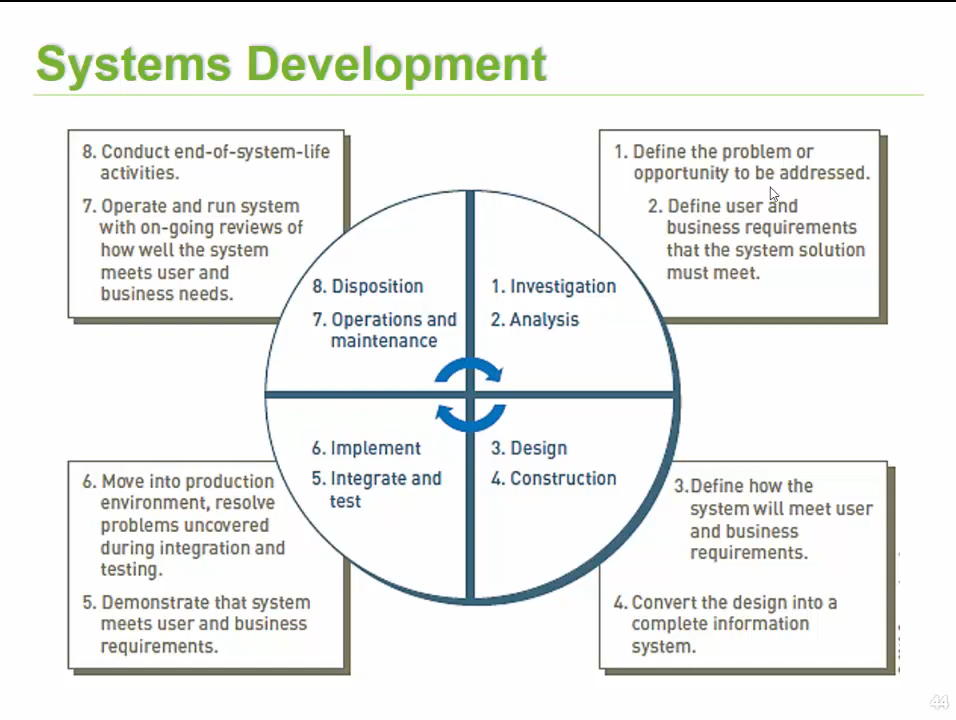 Systems Development
8. Conduct end-of-system-life
activities.
7. Operate and run system
with on-going reviews of
how well the system
meets user and
business needs.
1. Define the problem or
opportunity to be addressed.
2. Define user and
business requirements
that the system solution
must meet.
8. Disposition
7. Operations and
maintenance
1. Investigation
2. Analysis
6. Implement
5. Integrate and
test
3. Design
4. Construction
6. Move into production
environment, resolve
problems uncovered
during integration and
testing.
5. Demonstrate that system
meets user and business
requirements.
3.Define how the
system will meet user
and business
requirements.
4. Convert the design into a
complete information
system.
44